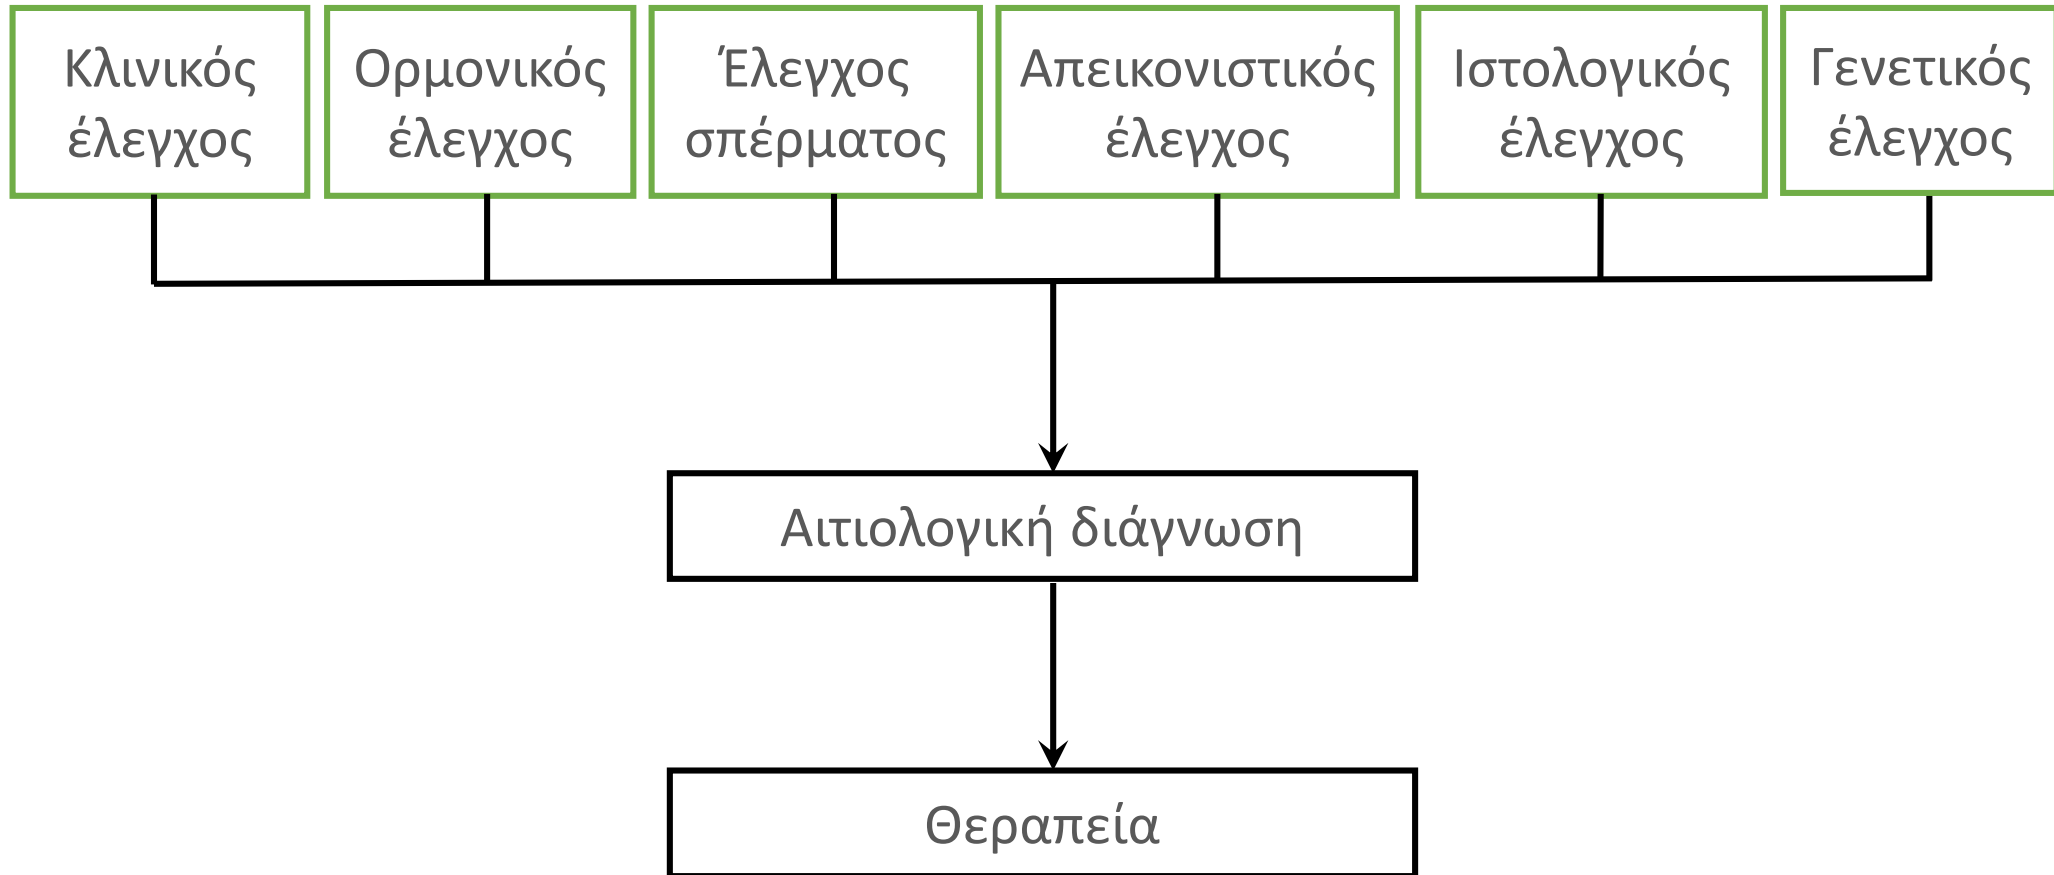 Κλινικός
έλεγχος
Ορμονικός
έλεγχος
Έλεγχος
σπέρματος
Απεικονιστικός
έλεγχος
Ιστολογικός
έλεγχος
Γενετικός
έλεγχος
Αιτιολογική διάγνωση
Θεραπεία